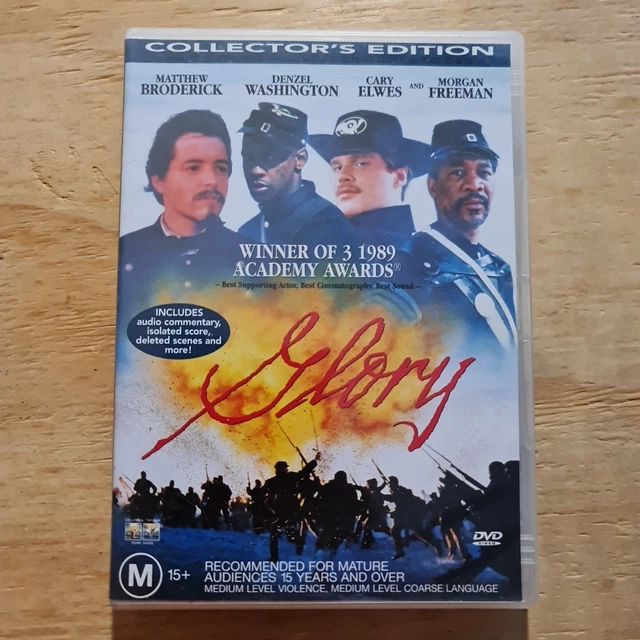 COLLECTOR'S EDITION
MATTHEW BRODERICK
DENZEL WASHINGTON
CARY ELWES
AND
MORGAN FREEMAN
WINNER OF 3 1989
ACADEMY AWARDS®
– Best Supporting Actor, Best Cinematography, Best Sound –
INCLUDES
audio commentary,
isolated score,
deleted scenes and
more!
Glory
DVD
VIDEO
M 15+
RECOMMENDED FOR MATURE
AUDIENCES 15 YEARS AND OVER
MEDIUM LEVEL VIOLENCE, MEDIUM LEVEL COARSE LANGUAGE